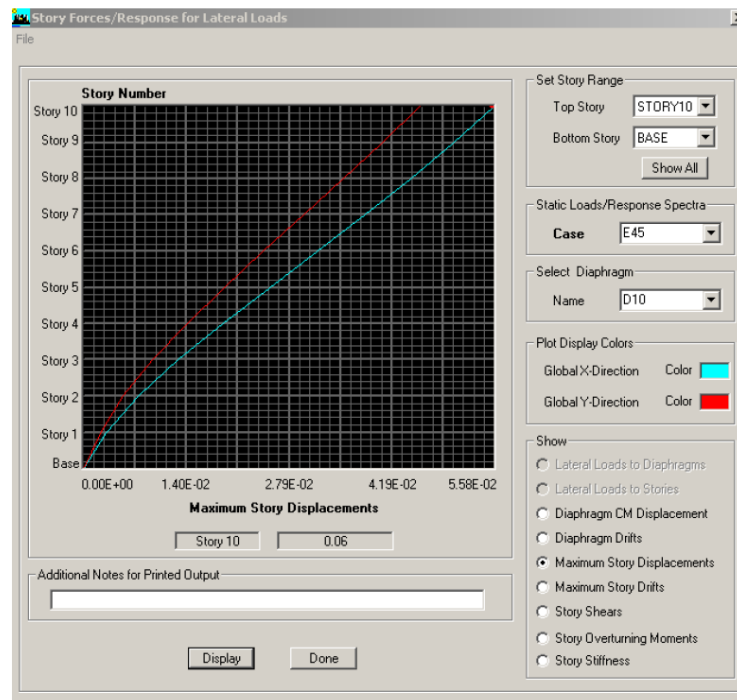 Story Forces/Response for Lateral Loads
File
Story Number
Story 10
Story 9
Story 8
Story 7
Story 6
Story 5
Story 4
Story 3
Story 2
Story 1
Base
0.00E+00 1.40E-02 2.79E-02 4.19E-02 5.58E-02
Maximum Story Displacements
Story 10 0.06
Additional Notes for Printed Output
Display Done
Set Story Range
Top Story STORY10
Bottom Story BASE
Show All
Static Loads/Response Spectra
Case E45
Select Diaphragm
Name D10
Plot Display Colors
Global X-Direction Color
Global Y-Direction Color
Show
Lateral Loads to Diaphragms
Lateral Loads to Stories
Diaphragm CM Displacement
Diaphragm Drifts
Maximum Story Displacements
Maximum Story Drifts
Story Shears
Story Overturning Moments
Story Stiffness